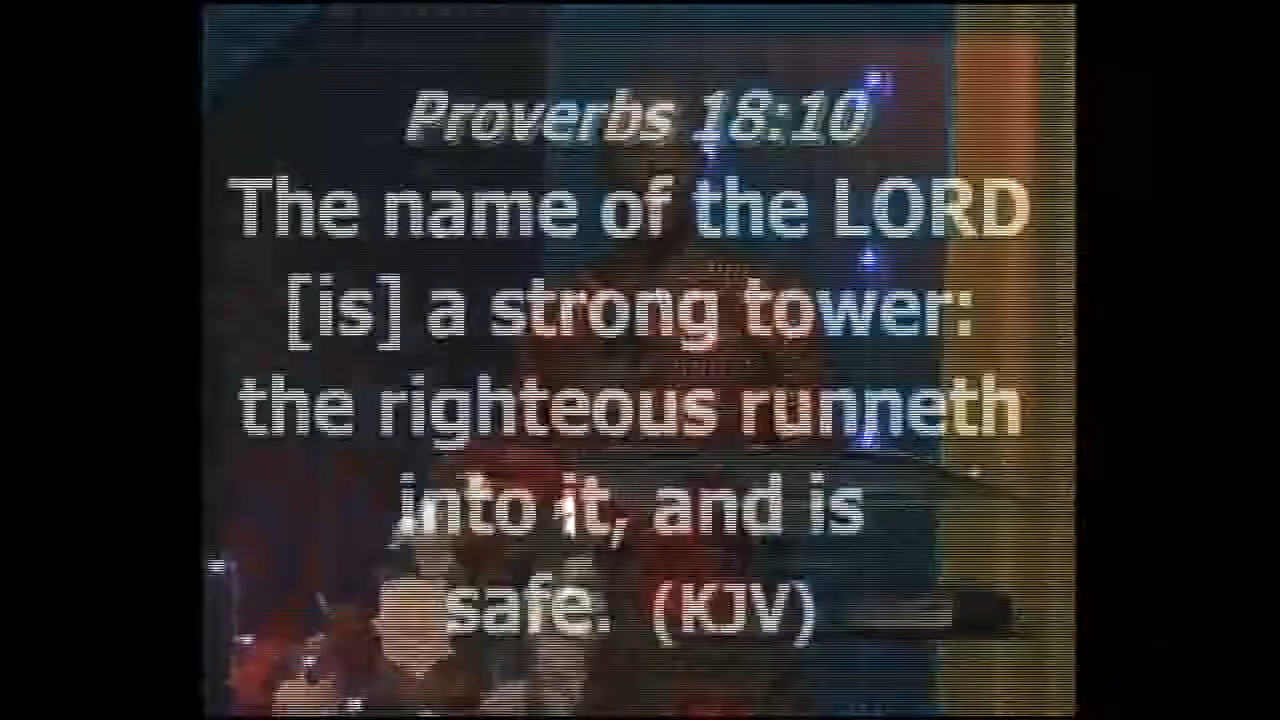 Proverbs 18:10
The name of the LORD
[is] a strong tower:
the righteous runneth
into it, and is
safe. (KJV)